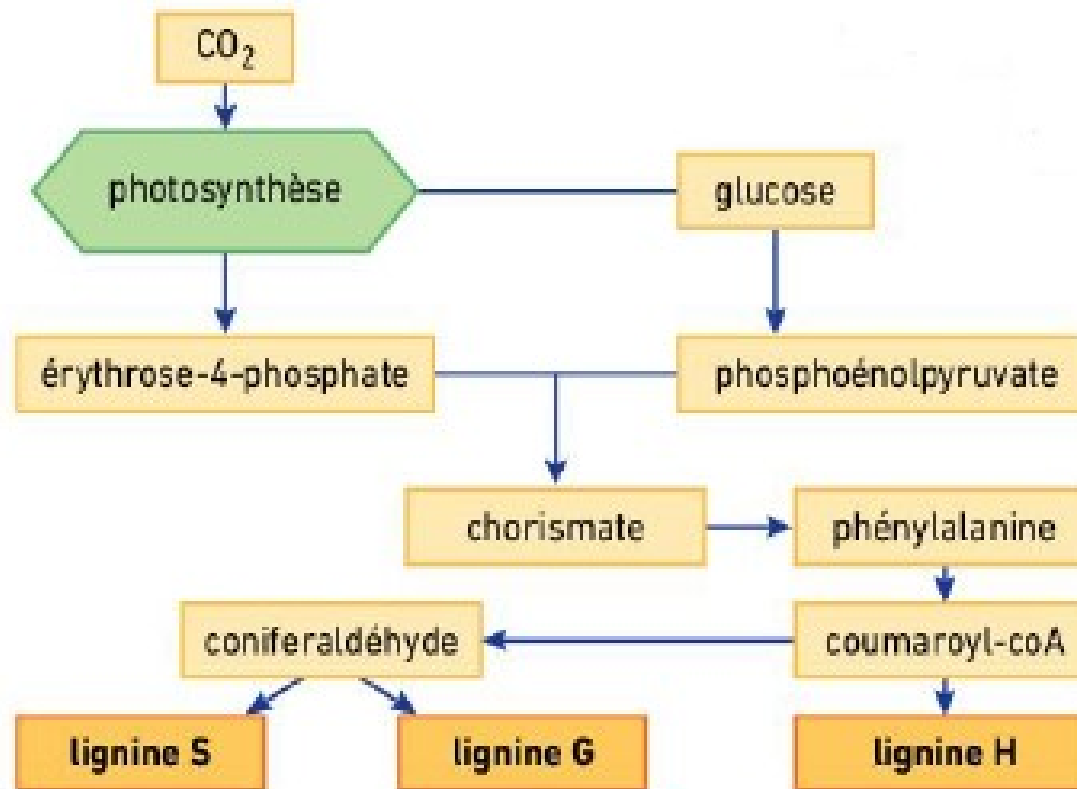 CO₂
photosynthèse
glucose
érythrose-4-phosphate
phosphoénolpyruvate
chorismate
phénylalanine
coniferaldéhyde
coumaroyl-coA
lignine S
lignine G
lignine H